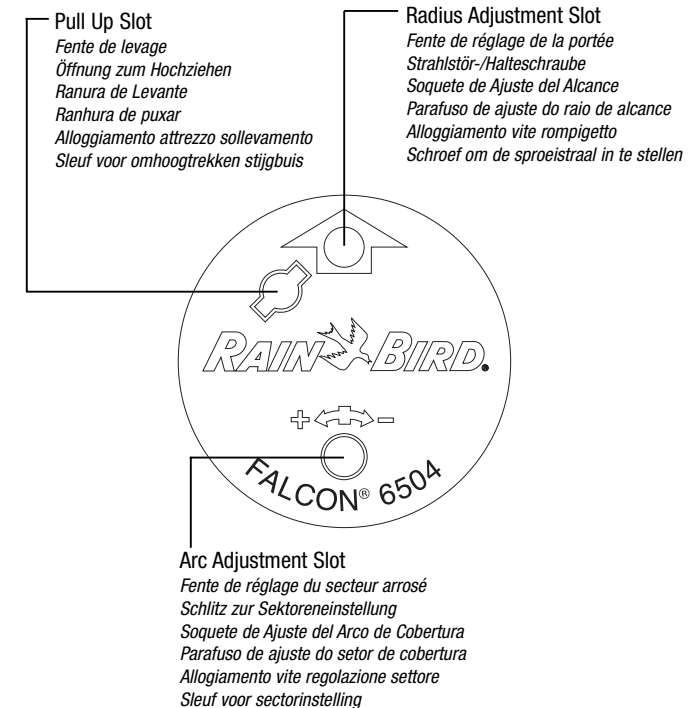 Pull Up Slot
Fente de levage
Öffnung zum Hochziehen
Ranura de Levante
Ranhura de puxar
Alloggiamento attrezzo sollevamento
Sleuf voor omhoogtrekken stijgbuis
Radius Adjustment Slot
Fente de réglage de la portée
Strahlstör-/Halteschraube
Soquete de Ajuste del Alcance
Parafuso de ajuste do raio de alcance
Alloggiamento vite rompigetto
Schroef om de sproeistraal in te stellen
RAIN BIRD®
+ -
FALCON® 6504
Arc Adjustment Slot
Fente de réglage du secteur arrosé
Schlitz zur Sektoreneinstellung
Soquete de Ajuste del Arco de Cobertura
Parafuso de ajuste do setor de cobertura
Allogiamento vite regolazione settore
Sleuf voor sectorinstelling